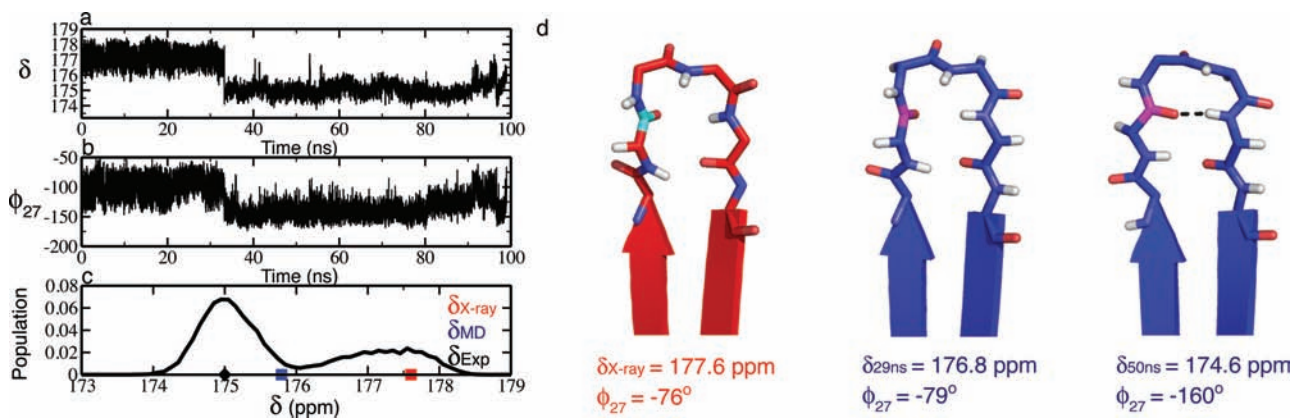 a
179
178
177
176
175
174
δ
0 20 40 60 80 100
Time (ns)
b
-50
-100
-150
-200
ϕ27
0 20 40 60 80 100
Time (ns)
c
0.08
0.06
0.04
0.02
0
Population
δX-ray
δMD
δExp
173 174 175 176 177 178 179
δ (ppm)
d
δX-ray = 177.6 ppm
ϕ27 = -76°
δ29ns = 176.8 ppm
ϕ27 = -79°
δ50ns = 174.6 ppm
ϕ27 = -160°